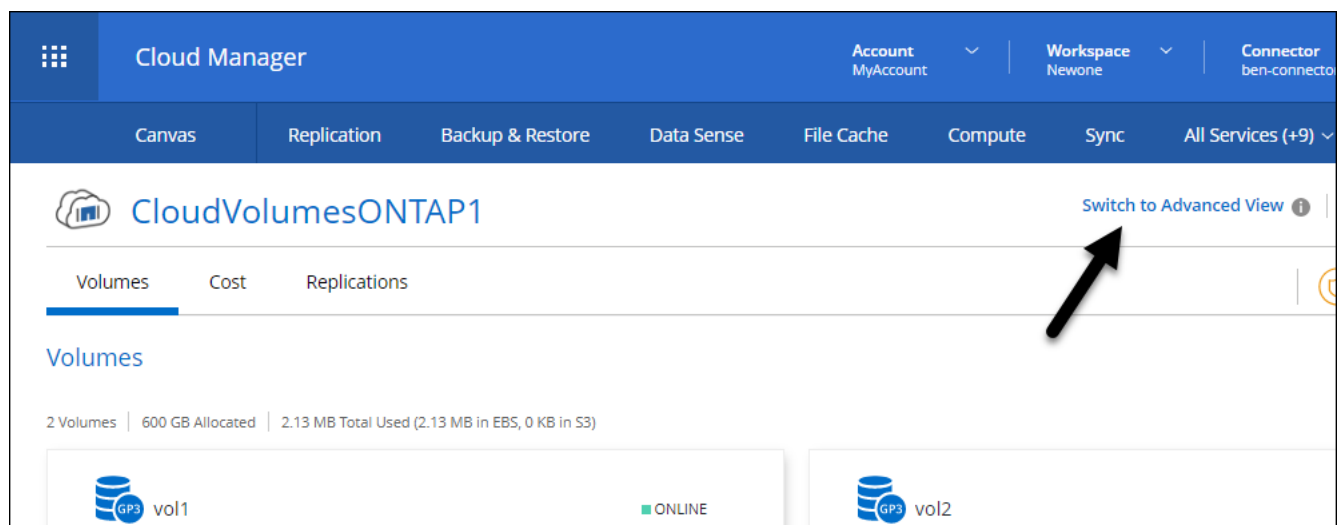 Cloud Manager
Account
MyAccount
Workspace
Newone
Connector
ben-connector
Canvas
Replication
Backup & Restore
Data Sense
File Cache
Compute
Sync
All Services (+9)
CloudVolumesONTAP1
Switch to Advanced View
Volumes
Cost
Replications
Volumes
2 Volumes | 600 GB Allocated | 2.13 MB Total Used (2.13 MB in EBS, 0 KB in S3)
GP3
vol1
ONLINE
GP3
vol2